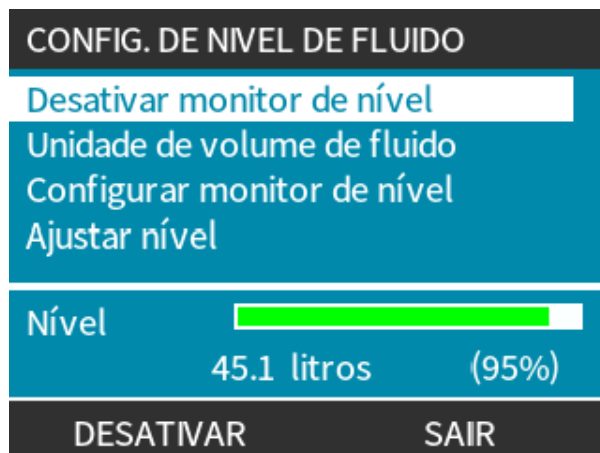 CONFIG. DE NIVEL DE FLUIDO
Desativar monitor de nível
Unidade de volume de fluido
Configurar monitor de nível
Ajustar nível
Nível
45.1 litros (95%)
DESATIVAR SAIR